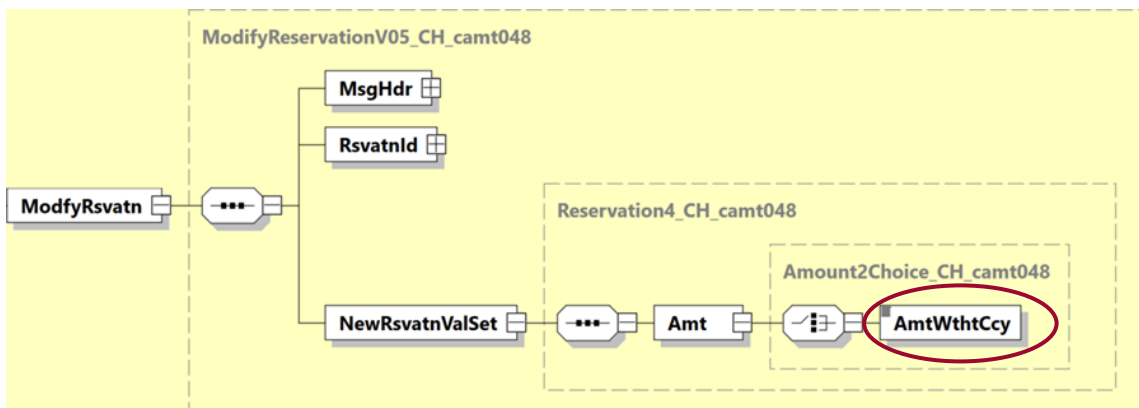 ModifyReservationV05_CH_camt048
MsgHdr
RsvatnId
ModfyRsvatn
Reservation4_CH_camt048
Amount2Choice_CH_camt048
NewRsvatnValSet
Amt
AmtWthtCcy